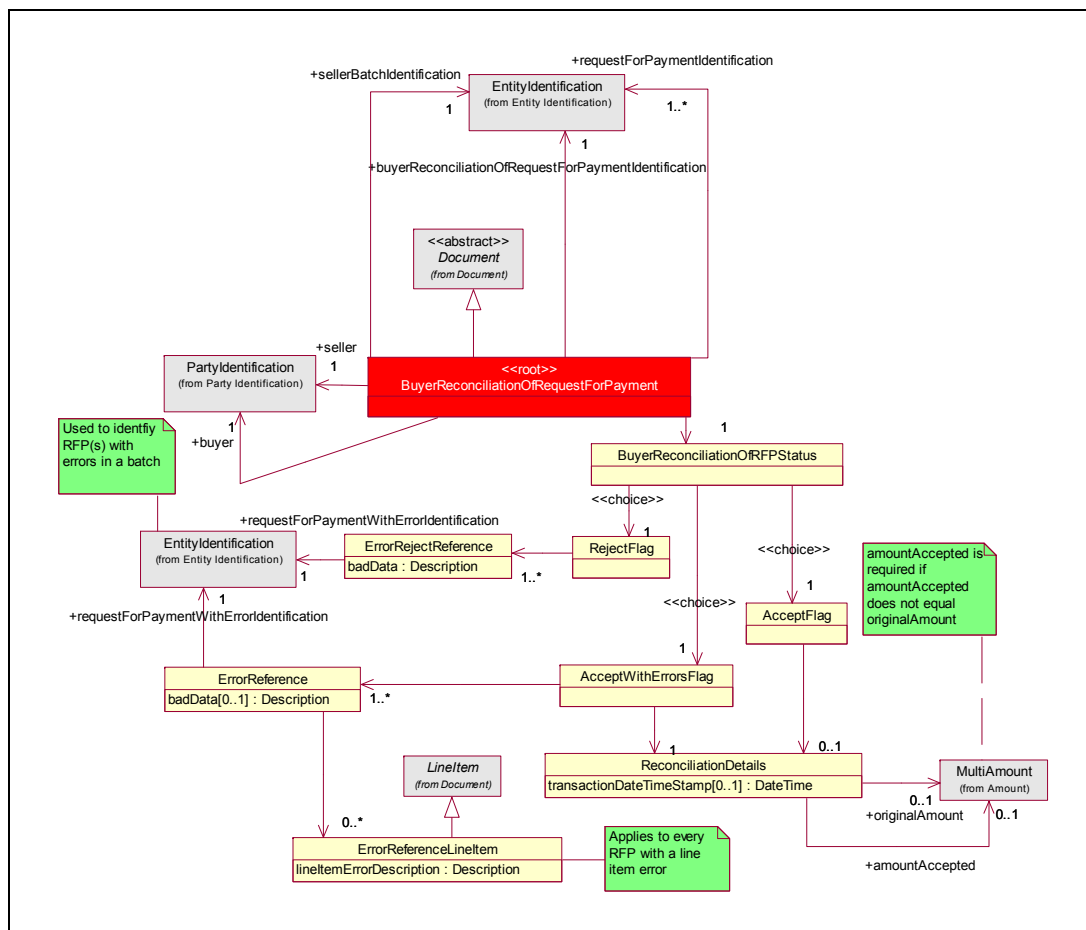 +requestForPaymentIdentification
+sellerBatchIdentification
EntityIdentification
(from Entity Identification)
1
1..*
1
+buyerReconciliationOfRequestForPaymentIdentification
<<abstract>>
Document
(from Document)
+seller
PartyIdentification
(from Party Identification)
1
<<root>>
BuyerReconciliationOfRequestForPayment
1
+buyer
1
Used to identfiy
RFP(s) with
errors in a batch
BuyerReconciliationOfRFPStatus
<<choice>>
+requestForPaymentWithErrorIdentification
EntityIdentification
(from Entity Identification)
1
ErrorRejectReference
badData : Description
1..*
1
RejectFlag
<<choice>>
amountAccepted is
required if
amountAccepted
does not equal
originalAmount
1
+requestForPaymentWithErrorIdentification
<<choice>>
1
AcceptFlag
1
ErrorReference
badData[0..1] : Description
1..*
AcceptWithErrorsFlag
1
0..1
ReconciliationDetails
transactionDateTimeStamp[0..1] : DateTime
LineItem
(from Document)
MultiAmount
(from Amount)
0..1
+originalAmount
0..1
0..*
ErrorReferenceLineItem
lineItemErrorDescription : Description
Applies to every
RFP with a line
item error
+amountAccepted